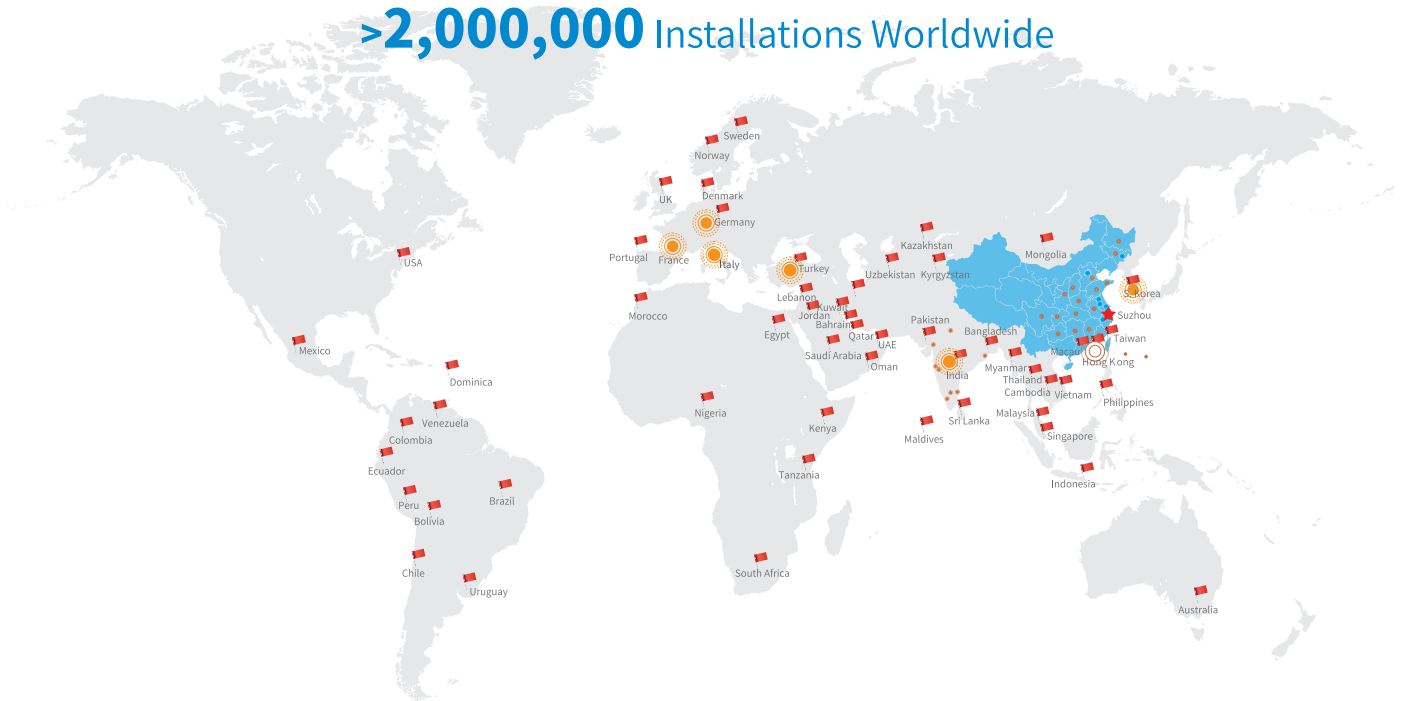 >2,000,000 Installations Worldwide
Sweden
Norway
UK
Denmark
Germany
Portugal
France
Italy
Turkey
Kazakhstan
Mongolia
USA
Uzbekistan
Kyrgyzstan
S. Korea
Lebanon
Kuwait
Morocco
Jordan
Suzhou
Bahrain
Pakistan
Egypt
Qatar
Bangladesh
Taiwan
UAE
Mexico
Saudi Arabia
Macau
Hong Kong
Oman
Myanmar
India
Thailand
Dominica
Cambodia
Vietnam
Philippines
Nigeria
Malaysia
Venezuela
Kenya
Sri Lanka
Colombia
Maldives
Singapore
Ecuador
Tanzania
Indonesia
Brazil
Peru
Bolivia
Chile
South Africa
Uruguay
Australia